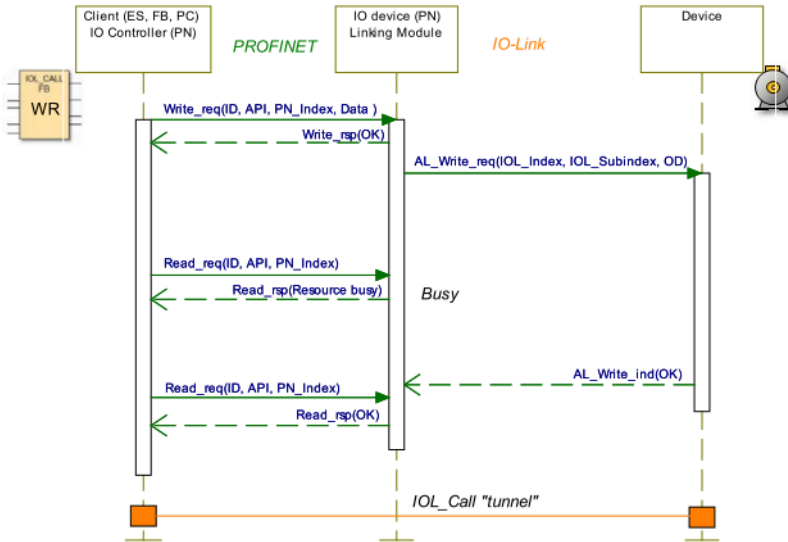 Client (ES, FB, PC)
IO Controller (PN)
PROFINET
IO device (PN)
Linking Module
IO-Link
Device
IOL_CALL
FB
WR
C
Write_req(ID, API, PN_Index, Data )
Write_rsp(OK)
AL_Write_req(IOL_Index, IOL_Subindex, OD)
Read_req(ID, API, PN_Index)
Read_rsp(Resource busy)
Busy
AL_Write_ind(OK)
Read_req(ID, API, PN_Index)
Read_rsp(OK)
IOL_Call "tunnel"